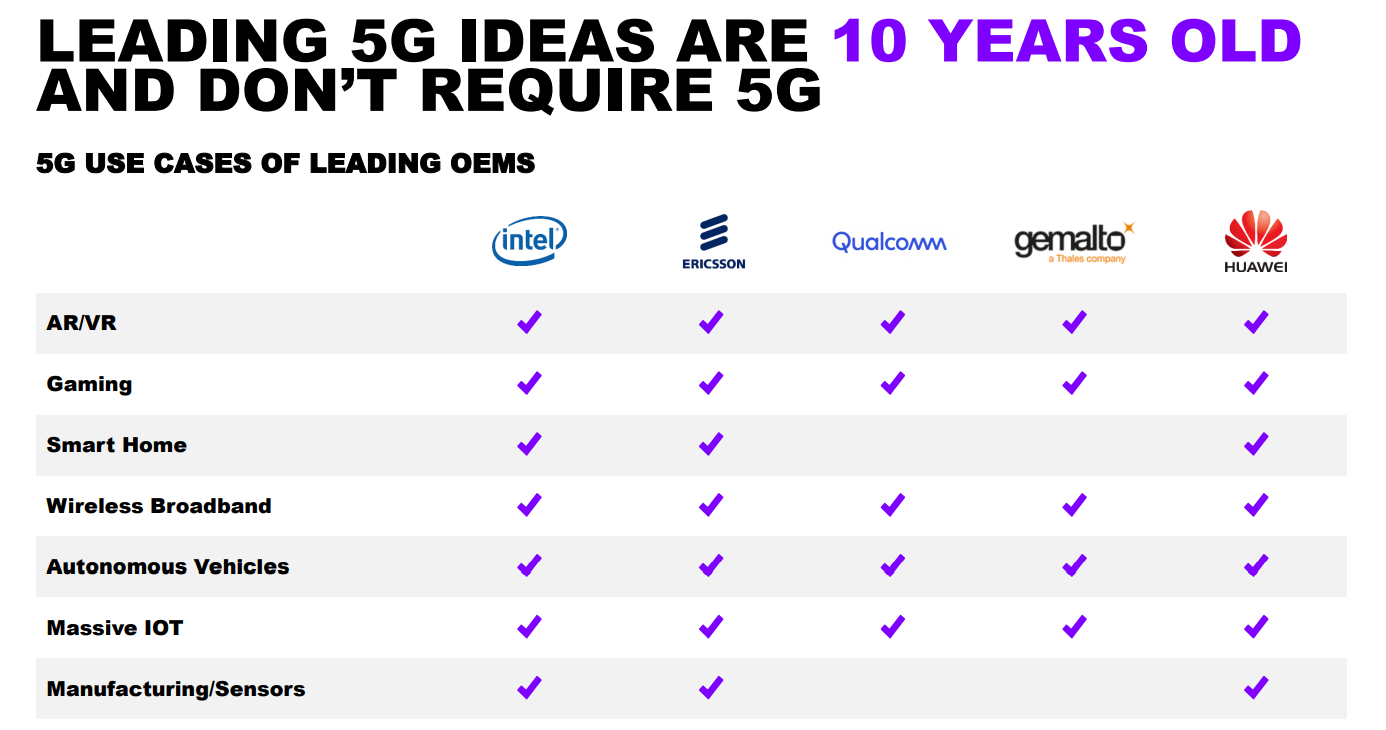 LEADING 5G IDEAS ARE 10 YEARS OLD
AND DON’T REQUIRE 5G
5G USE CASES OF LEADING OEMS
intel
ERICSSON
Qualcomm
gemalto
a Thales company
HUAWEI
AR/VR
Gaming
Smart Home
Wireless Broadband
Autonomous Vehicles
Massive IOT
Manufacturing/Sensors